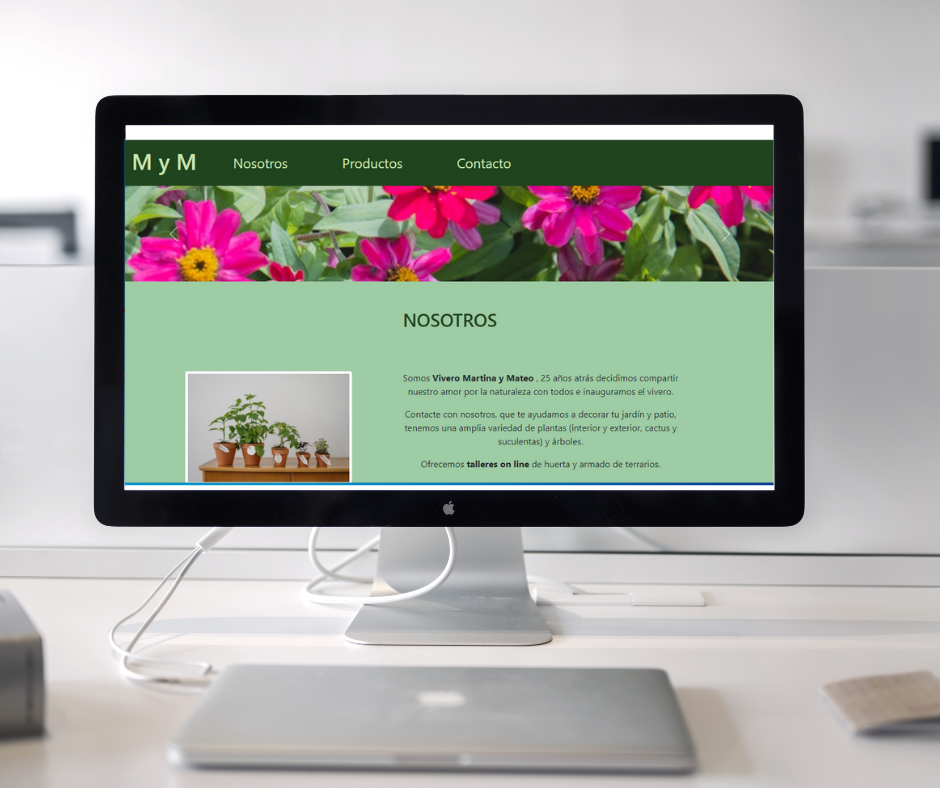 M y M Nosotros Productos Contacto
NOSOTROS
Somos Vivero Martina y Mateo , 25 años atrás decidimos compartir
nuestro amor por la naturaleza con todos e inauguramos el vivero.
Contacte con nosotros, que te ayudamos a decorar tu jardín y patio,
tenemos una amplia variedad de plantas (interior y exterior, cactus y
suculentas) y árboles.
Ofrecemos talleres on line de huerta y armado de terrarios.